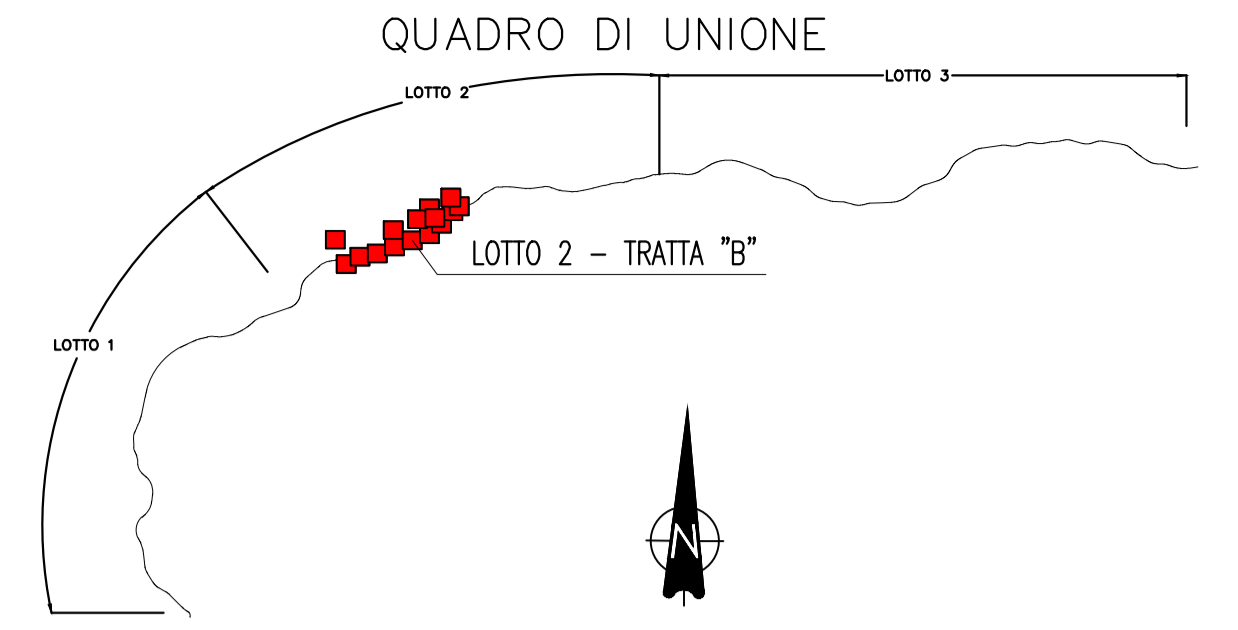 QUADRO DI UNIONE
LOTTO 3
LOTTO 2
LOTTO 2 - TRATTA "B"
LOTTO 1
N